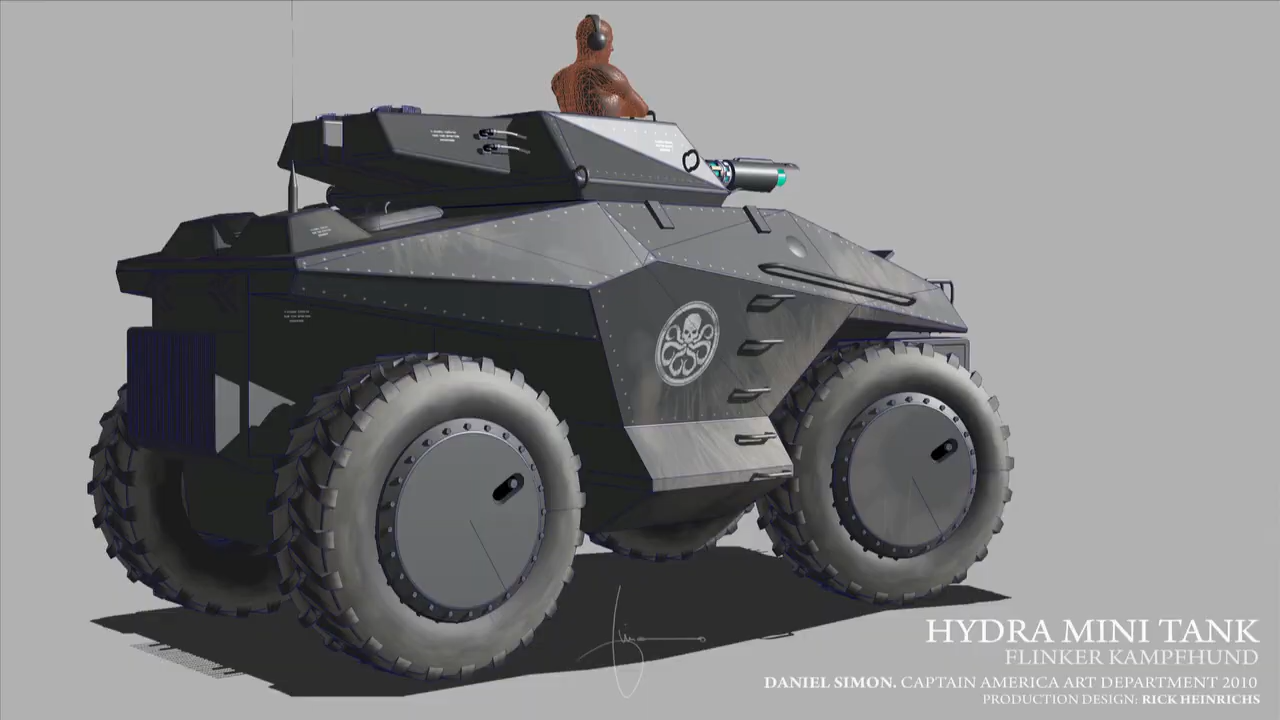 HYDRA MINI TANK
FLINKER KAMPFHUND
DANIEL SIMON. CAPTAIN AMERICA ART DEPARTMENT 2010
PRODUCTION DESIGN: RICK HEINRICHS